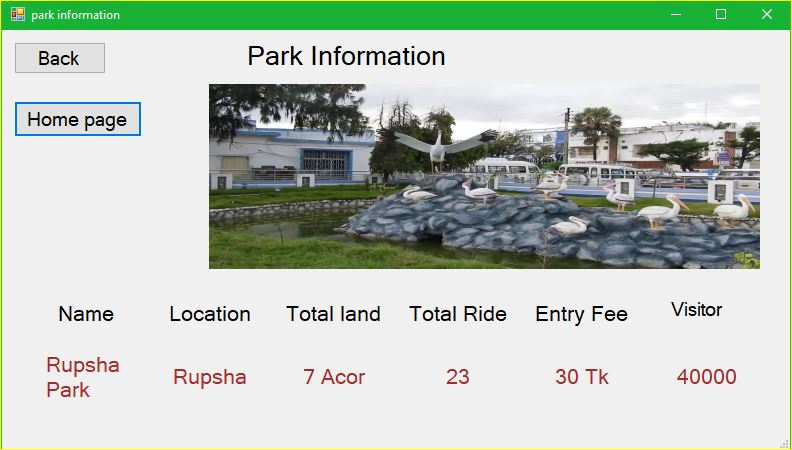 park information
Back
Park Information
Home page
Name Location Total land Total Ride Entry Fee Visitor
Rupsha
Park
Rupsha 7 Acor 23 30 Tk 40000